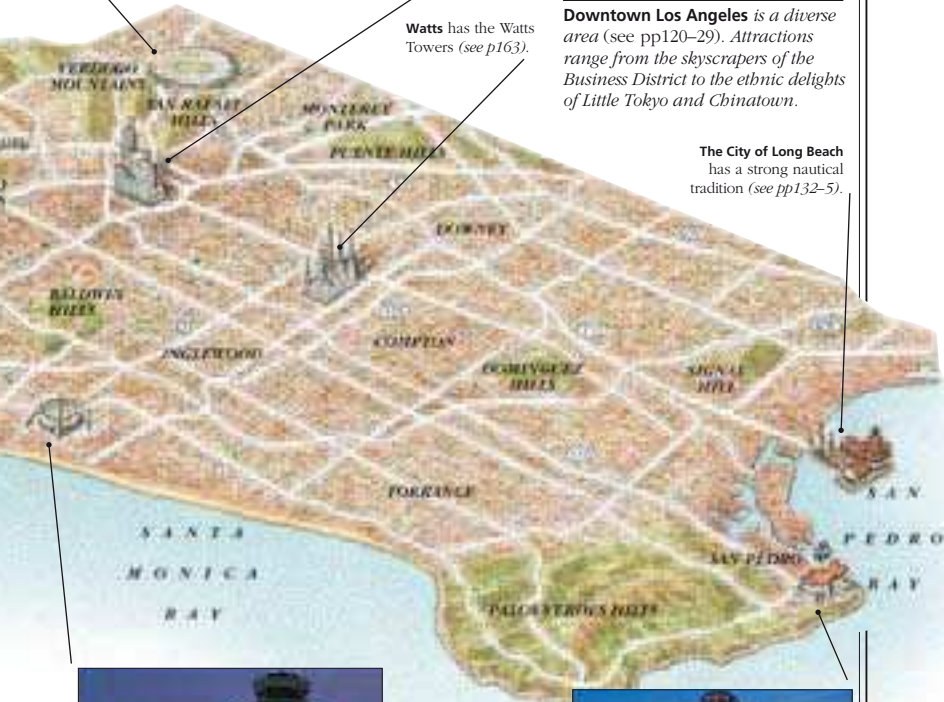 Watts has the Watts
Towers (see p163).
Downtown Los Angeles is a diverse
area (see pp120–29). Attractions
range from the skyscrapers of the
Business District to the ethnic delights
of Little Tokyo and Chinatown.
The City of Long Beach
has a strong nautical
tradition (see pp132–5).
VERDUGO
MOUNTAINS
SAN RAFAEL
HILLS
MONTEREY
PARK
PUENTE HILLS
DOWNEY
BALDWIN
HILLS
INGLEWOOD
COMPTON
DOMINGUEZ
HILLS
SIGNAL
HILL
TORRANCE
SAN
PEDRO
BAY
SANTA
MONICA
BAY
SAN PEDRO
PALOS VERDES HILLS